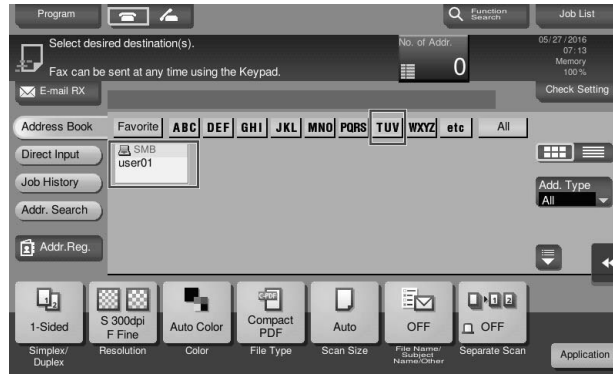 Program
Function
Search
Job List
Select desired destination(s).
No. of Addr.
0
Fax can be sent at any time using the Keypad.
05/27/2016
07:13
Memory
100%
E-mail RX
Check Setting
Address Book
Favorite
ABC
DEF
GHI
JKL
MNO
PQRS
TUV
WXYZ
etc
All
Direct Input
SMB
user01
Job History
Add. Type
All
Addr. Search
Addr.Reg.
1-Sided
S 300dpi
F Fine
Auto Color
Compact
PDF
Auto
OFF
OFF
Simplex/
Duplex
Resolution
Color
File Type
Scan Size
File Name/
Subject
Name/Other
Separate Scan
Application